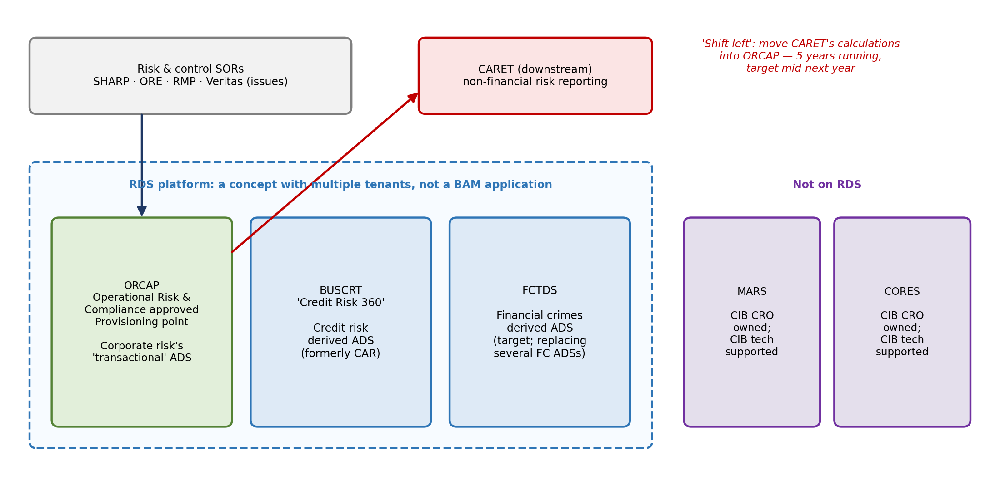 Risk & control SORs
SHARP · ORE · RMP · Veritas (issues)
CARET (downstream)
non-financial risk reporting
'Shift left': move CARET's calculations
into ORCAP — 5 years running,
target mid-next year
RDS platform: a concept with multiple tenants, not a BAM application
Not on RDS
ORCAP
Operational Risk &
Compliance approved
Provisioning point
Corporate risk's
'transactional' ADS
BUSCRT
'Credit Risk 360'
Credit risk
derived ADS
(formerly CAR)
FCTDS
Financial crimes
derived ADS
(target; replacing
several FC ADSs)
MARS
CIB CRO
owned;
CIB tech
supported
CORES
CIB CRO
owned;
CIB tech
supported